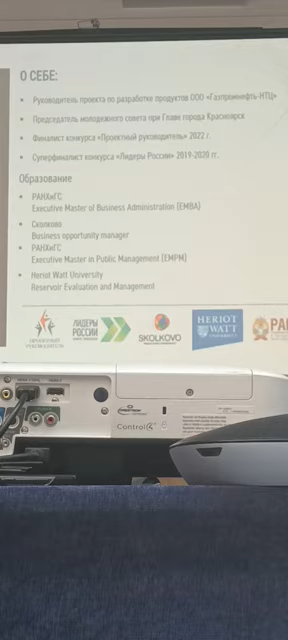 О СЕБЕ:
• Руководитель проекта по разработке продуктов ООО «Газпромнефть-НТЦ»
• Председатель молодежного совета при Главе города Красноярск
• Финалист конкурса «Проектный руководитель» 2022 г.
• Суперфиналист конкурса «Лидеры России» 2019-2020 гг.
Образование
• РАНХиГС
Executive Master of Business Administration (EMBA)
• Сколково
Business opportunity manager
• РАНХиГС
Executive Master in Public Management (EMPM)
• Heriot Watt University
Reservoir Evaluation and Management
ЛИДЕРЫ
РОССИИ
SKOLKOVO
HERIOT
WATT
UNIVERSITY
РАН
CRESTRON
Control4